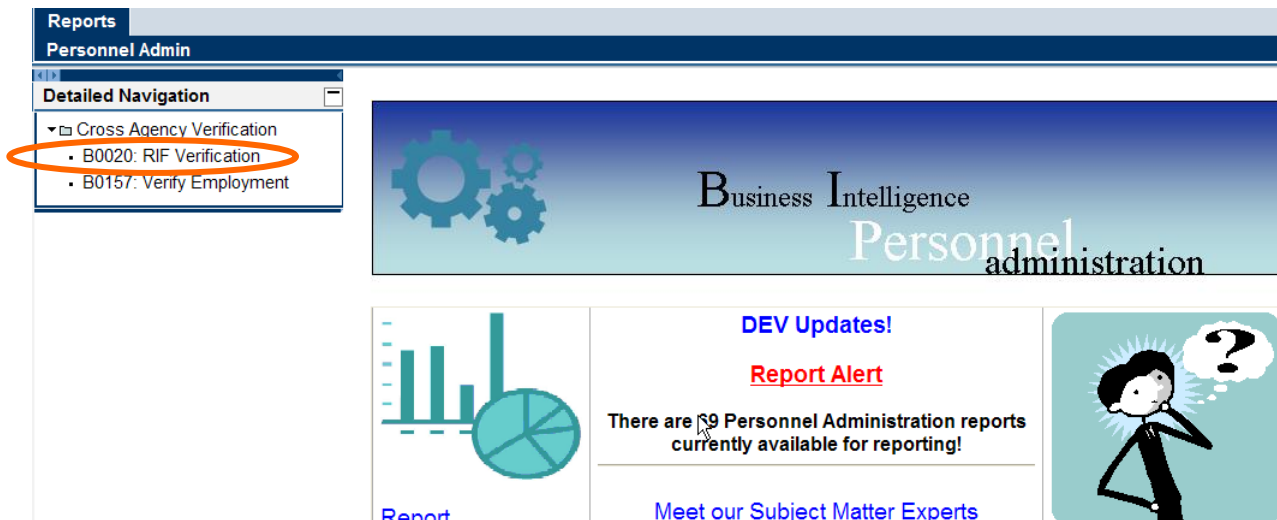 Reports
Personnel Admin
Detailed Navigation
Cross Agency Verification
B0020: RIF Verification
B0157: Verify Employment
Business Intelligence
Personnel
administration
DEV Updates!
Report Alert
There are Personnel Administration reports
currently available for reporting!
Meet our Subject Matter Experts
Report
?